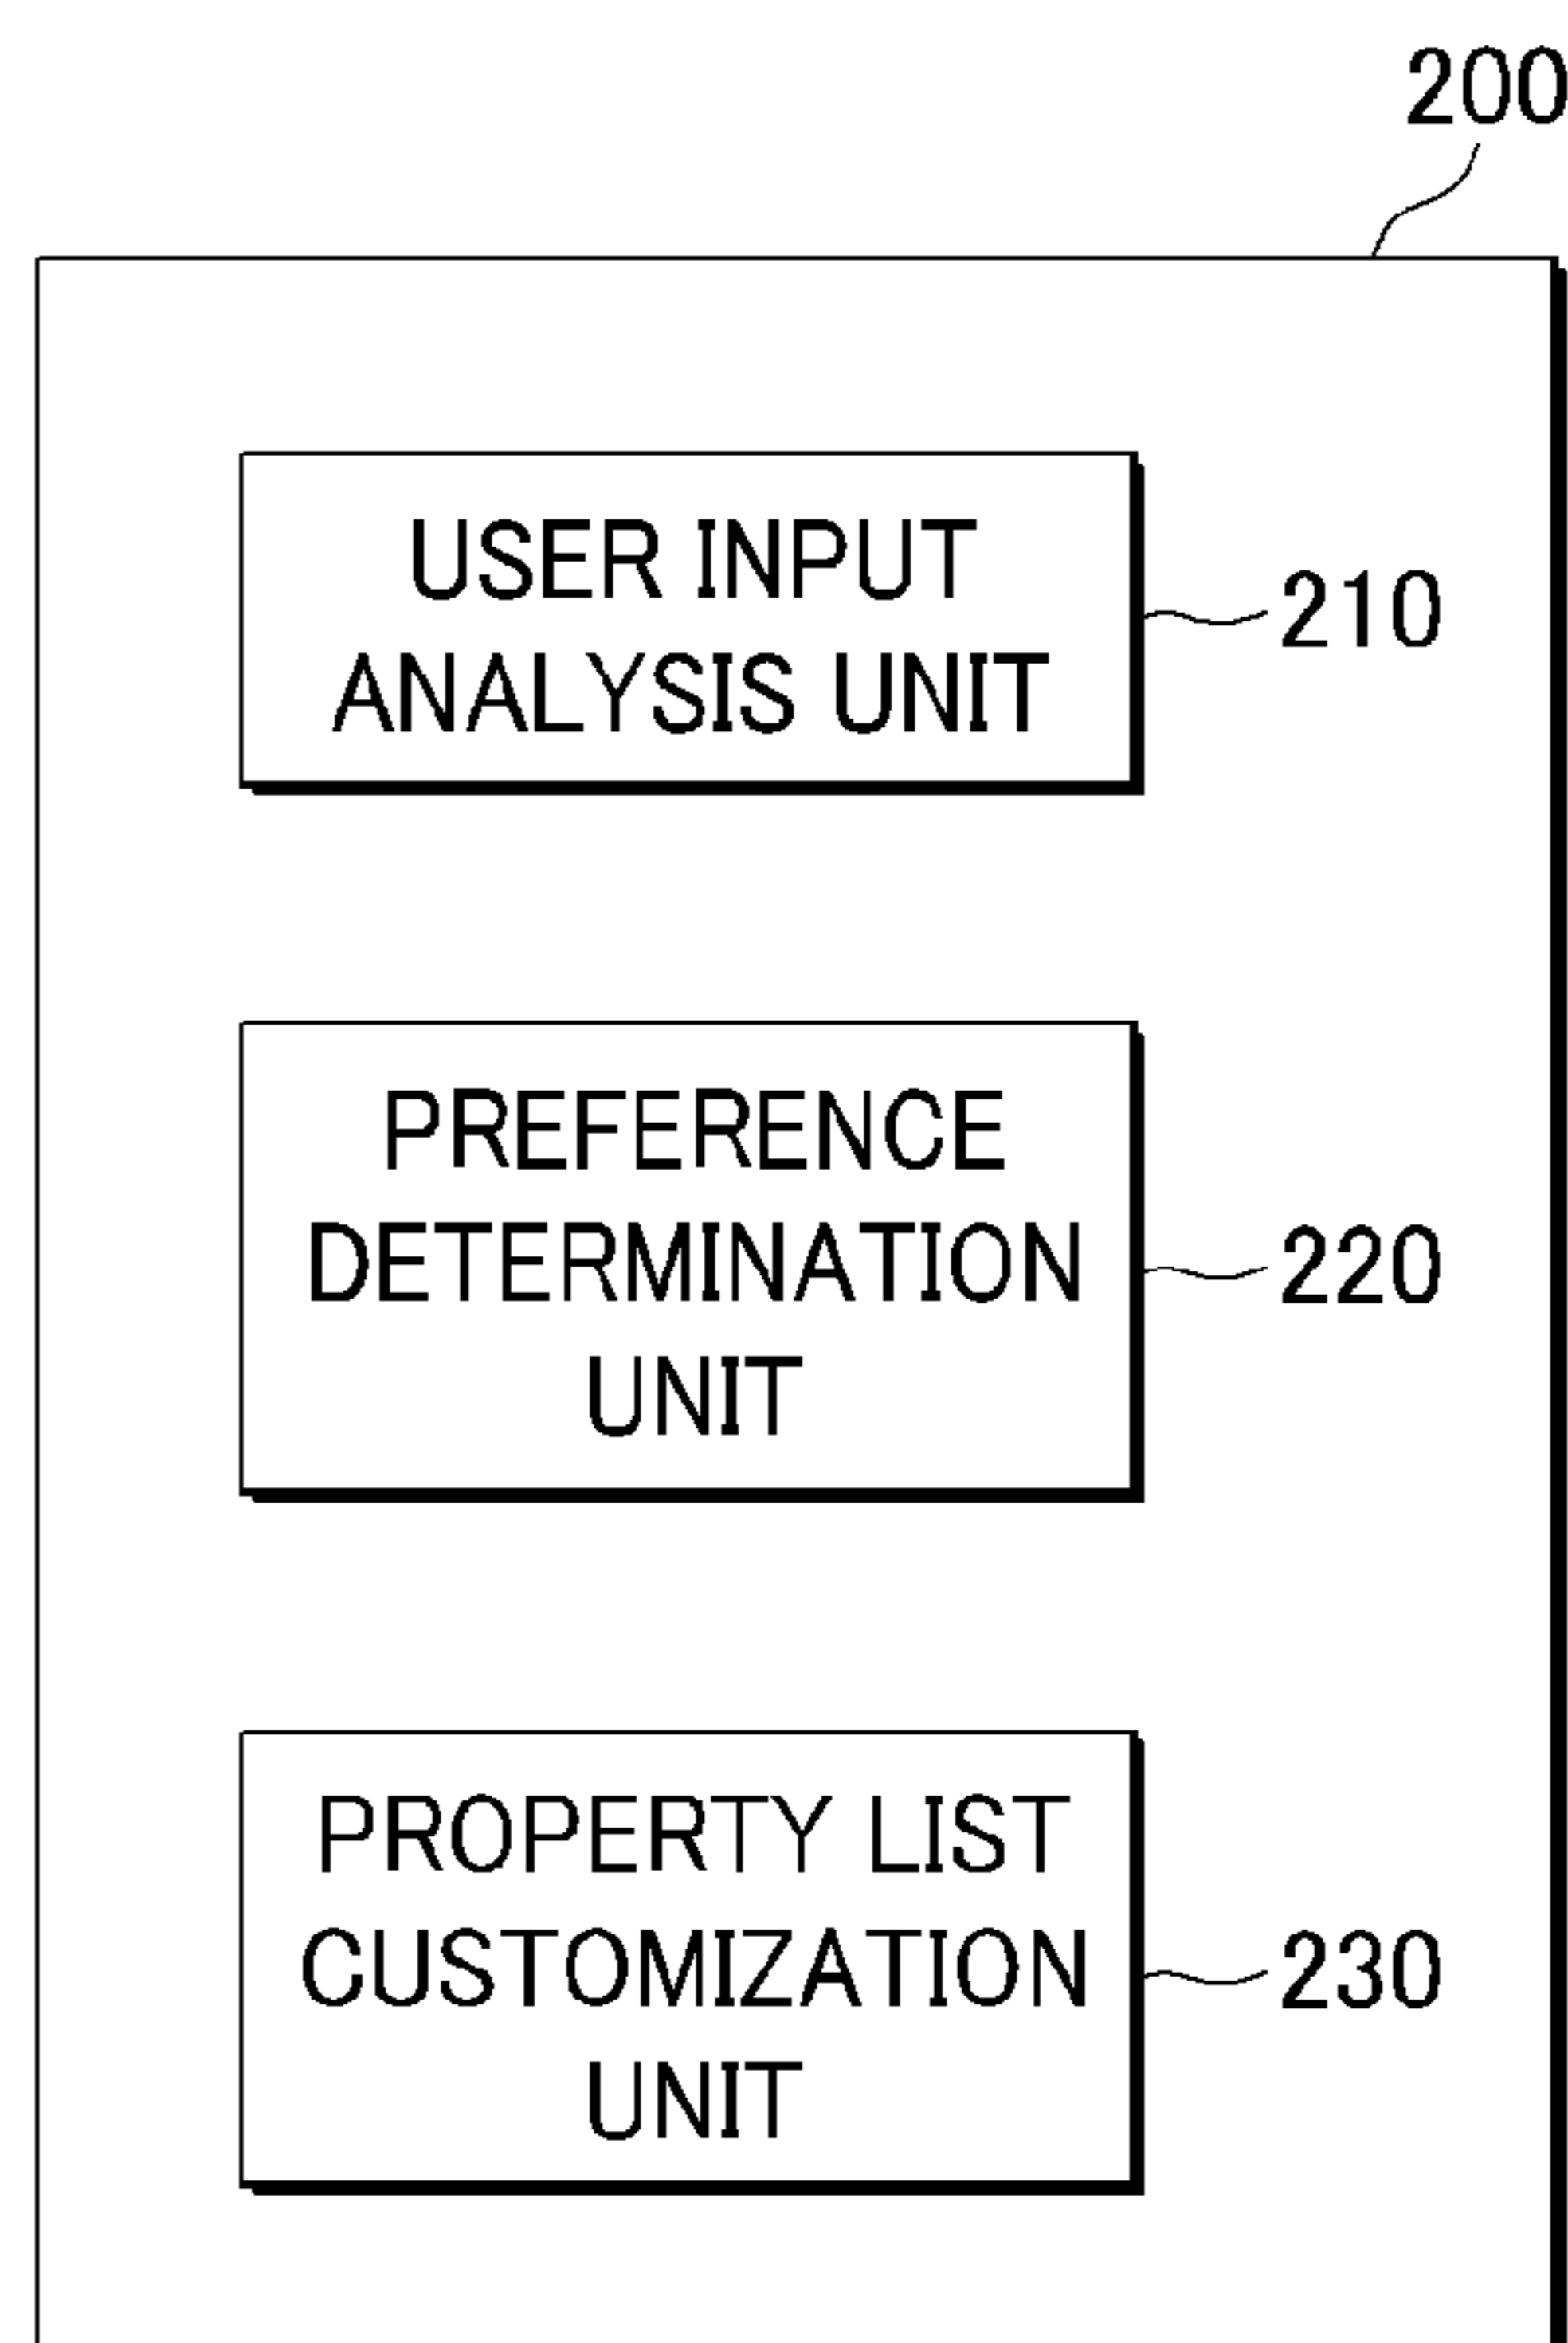 200
USER INPUT
ANALYSIS UNIT
210
PREFERENCE
DETERMINATION
UNIT
220
PROPERTY LIST
CUSTOMIZATION
UNIT
230